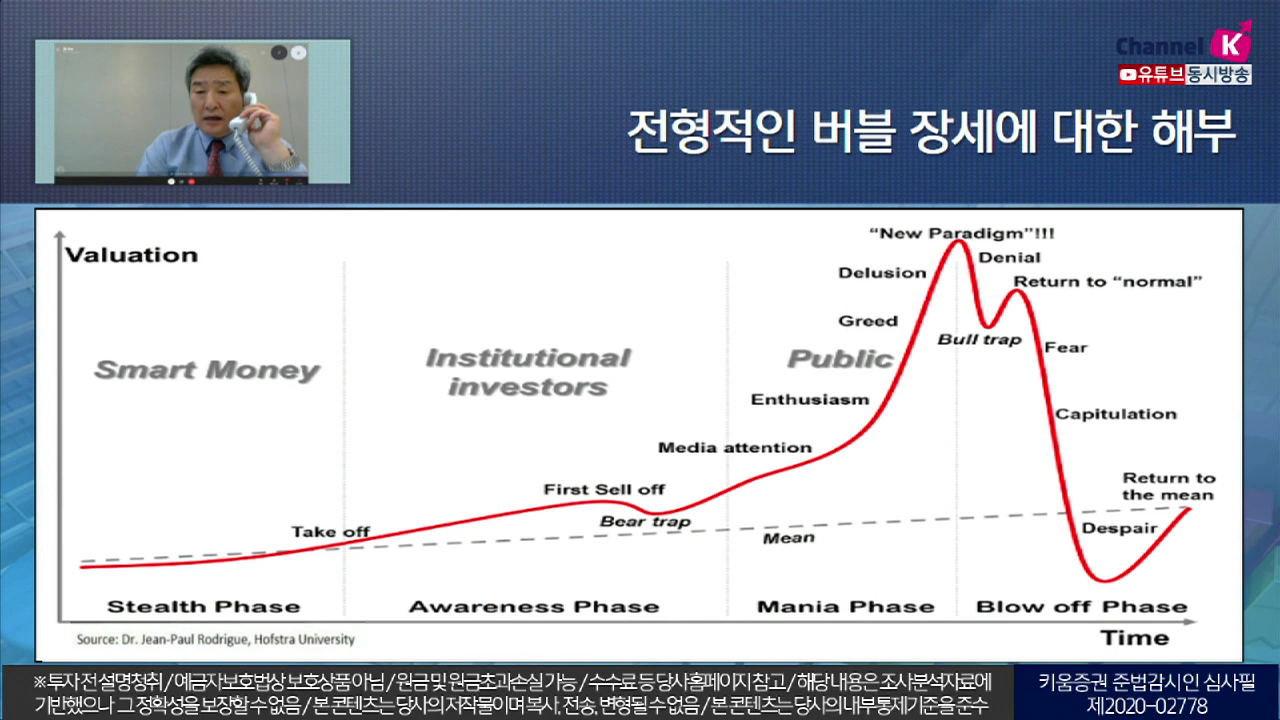 Channel K
유튜브동시방송
전형적인 버블 장세에 대한 해부
Valuation
"New Paradigm"!!!
Denial
Delusion
Return to "normal"
Greed
Bull trap
Fear
Smart Money
Institutional
investors
Public
Enthusiasm
Capitulation
Media attention
First Sell off
Return to
the mean
Bear trap
Take off
Mean
Despair
Stealth Phase
Awareness Phase
Mania Phase
Blow off Phase
Time
Source: Dr. Jean-Paul Rodrigue, Hofstra University
※ 투자 전 설명청취 / 예금자보호법상 보호상품 아님 / 원금 및 원금초과손실 가능 / 수수료 등 당사홈페이지 참고 / 해당 내용은 조사분석자료에
기반했으나 그 정확성을 보장할 수 없음 / 본 콘텐츠는 당사의 저작물이며 복사, 전송, 변형될 수 없음 / 본 콘텐츠는 당사의 내부통제기준을 준수
키움증권 준법감시인 심사필
제2020-02778